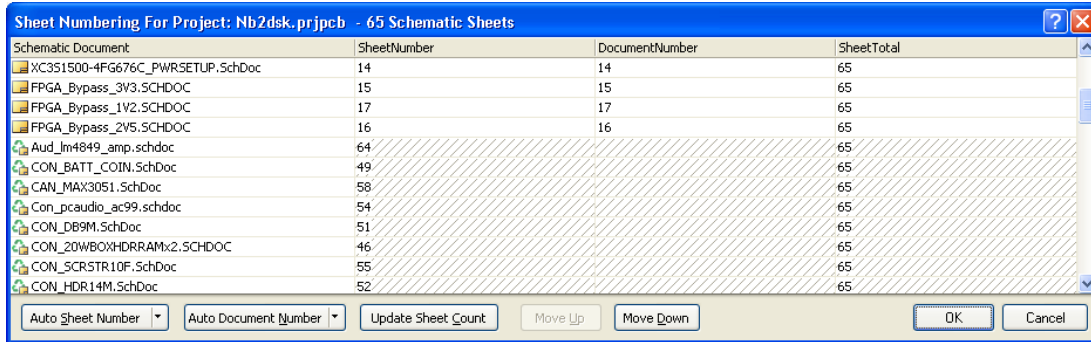 Sheet Numbering For Project: Nb2dsk.prjpcb - 65 Schematic Sheets
Schematic Document SheetNumber DocumentNumber SheetTotal
XC3S1500-4FG676C_PWRSETUP.SchDoc 14 14 65
FPGA_Bypass_3V3.SCHDOC 15 15 65
FPGA_Bypass_1V2.SCHDOC 17 17 65
FPGA_Bypass_2V5.SCHDOC 16 16 65
Aud_lm4849_amp.schdoc 64 65
CON_BATT_COIN.SchDoc 49 65
CAN_MAX3051.SchDoc 58 65
Con_pcaudio_ac99.schdoc 54 65
CON_DB9M.SchDoc 51 65
CON_20WBOXHDRRAMx2.SCHDOC 46 65
CON_SCRSTR10F.SchDoc 55 65
CON_HDR14M.SchDoc 52 65
Auto Sheet Number Auto Document Number Update Sheet Count Move Up Move Down OK Cancel